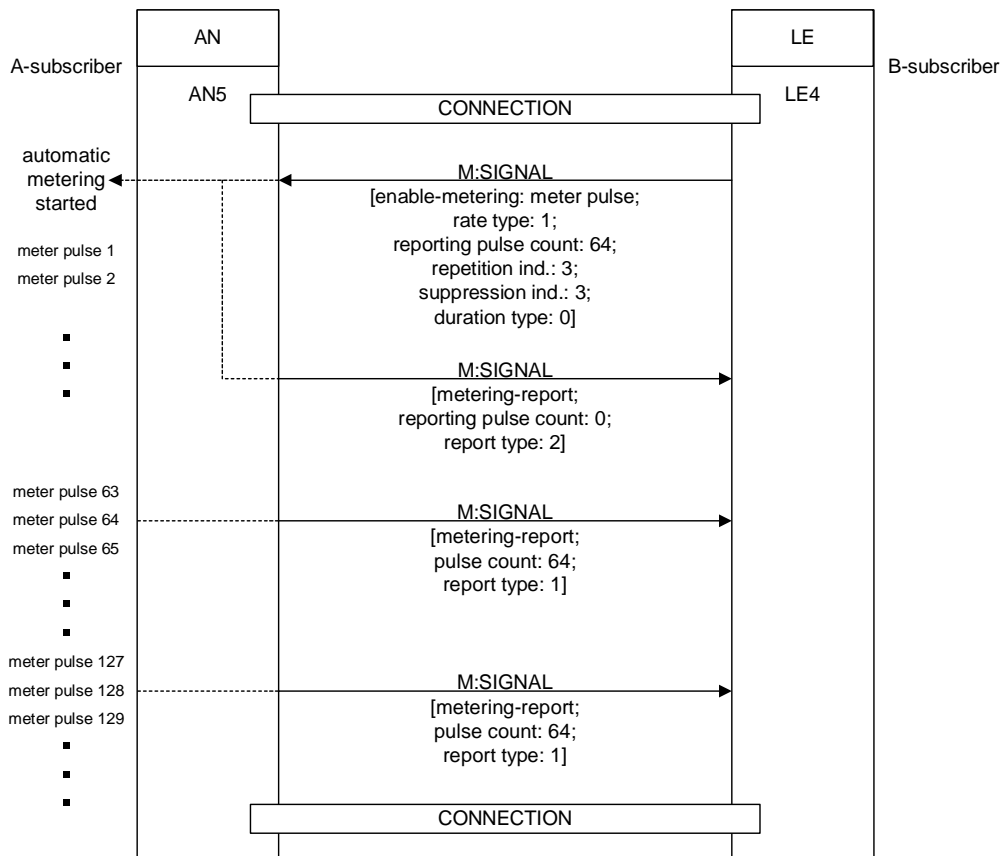 AN
LE
A-subscriber
B-subscriber
AN5
LE4
CONNECTION
automatic
metering
started
M:SIGNAL
[enable-metering: meter pulse;
rate type: 1;
reporting pulse count: 64;
repetition ind.: 3;
suppression ind.: 3;
duration type: 0]
meter pulse 1
meter pulse 2
M:SIGNAL
[metering-report;
reporting pulse count: 0;
report type: 2]
meter pulse 63
meter pulse 64
meter pulse 65
M:SIGNAL
[metering-report;
pulse count: 64;
report type: 1]
meter pulse 127
meter pulse 128
meter pulse 129
M:SIGNAL
[metering-report;
pulse count: 64;
report type: 1]
CONNECTION